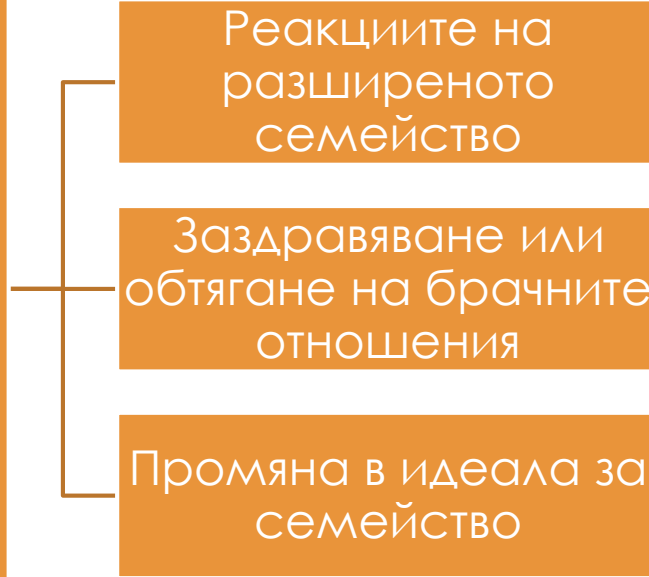 Реакциите на
разширеното
семейство
Заздравяване или
обтягане на брачните
отношения
Промяна в идеала за
семейство